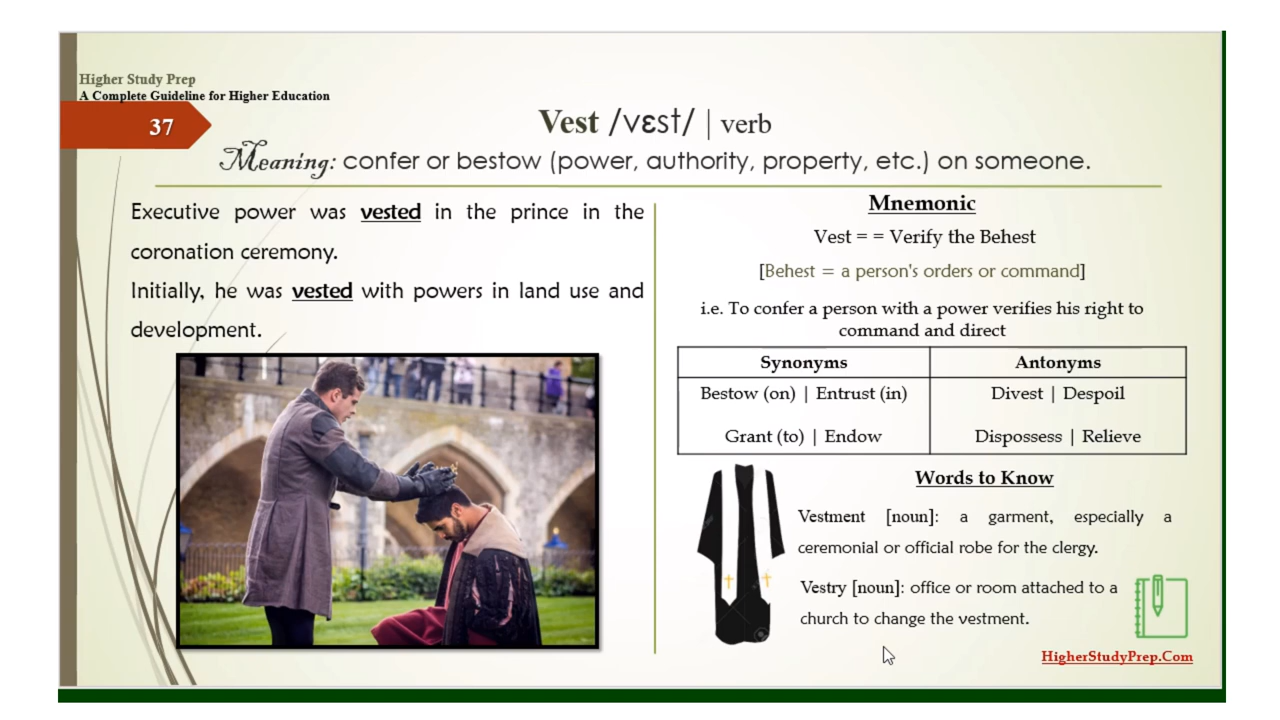 Higher Study Prep
A Complete Guideline for Higher Education
37
Vest /vɛst/ | verb
Meaning: confer or bestow (power, authority, property, etc.) on someone.
Executive power was vested in the prince in the
coronation ceremony.
Initially, he was vested with powers in land use and
development.
Mnemonic
Vest = = Verify the Behest
[Behest = a person's orders or command]
i.e. To confer a person with a power verifies his right to
command and direct
Synonyms
Antonyms
Bestow (on) | Entrust (in)
Divest | Despoil
Grant (to) | Endow
Dispossess | Relieve
Words to Know
Vestment [noun]: a garment, especially a
ceremonial or official robe for the clergy.
Vestry [noun]: office or room attached to a
church to change the vestment.
HigherStudyPrep.Com